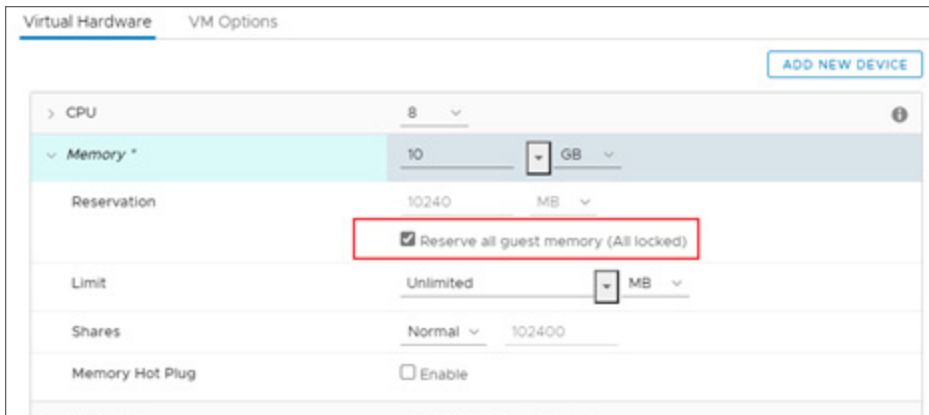 Virtual Hardware VM Options
ADD NEW DEVICE
> CPU 8
Memory * 10 GB
Reservation 10240 MB
Reserve all guest memory (All locked)
Limit Unlimited MB
Shares Normal 102400
Memory Hot Plug Enable